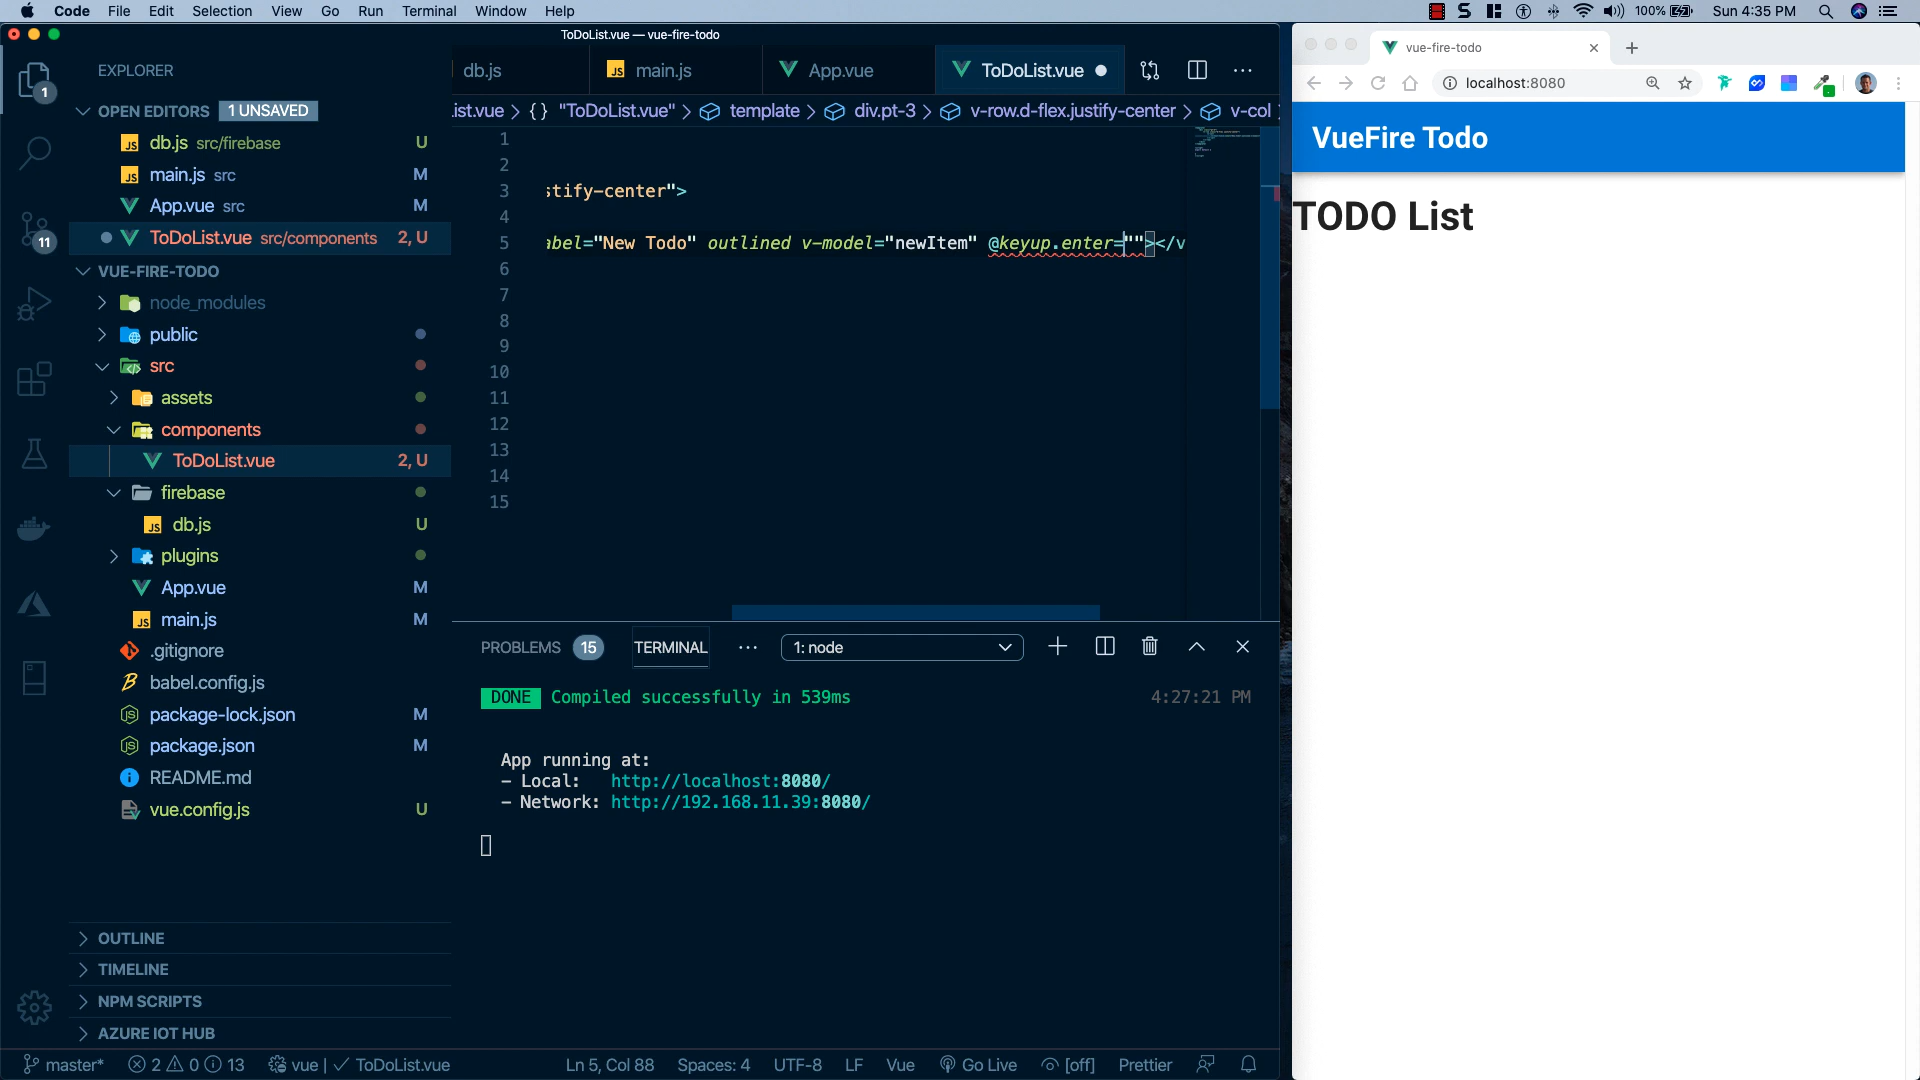 Code File Edit Selection View Go Run Terminal Window Help 100% Sun 4:35 PM
ToDoList.vue — vue-fire-todo
EXPLORER
OPEN EDITORS 1 UNSAVED
db.js src/firebase U
main.js src M
App.vue src M
ToDoList.vue src/components 2, U
VUE-FIRE-TODO
node_modules
public
src
assets
components
ToDoList.vue 2, U
firebase
db.js U
plugins
App.vue M
main.js M
.gitignore
babel.config.js
package-lock.json M
package.json M
README.md
vue.config.js U
OUTLINE
TIMELINE
NPM SCRIPTS
AZURE IOT HUB
1
11
db.js main.js App.vue ToDoList.vue
ist.vue > {} "ToDoList.vue" > template > div.pt-3 > v-row.d-flex.justify-center > v-col
1
2
3 stify-center">
4
5 abel="New Todo" outlined v-model="newItem" @keyup.enter=""></v
6
7
8
9
10
11
12
13
14
15
PROBLEMS 15 TERMINAL ··· 1: node
DONE Compiled successfully in 539ms 4:27:21 PM
App running at:
- Local: http://localhost:8080/
- Network: http://192.168.11.39:8080/
master* 2 0 13 vue | ✓ ToDoList.vue Ln 5, Col 88 Spaces: 4 UTF-8 LF Vue Go Live [off] Prettier
vue-fire-todo
localhost:8080
VueFire Todo
TODO List